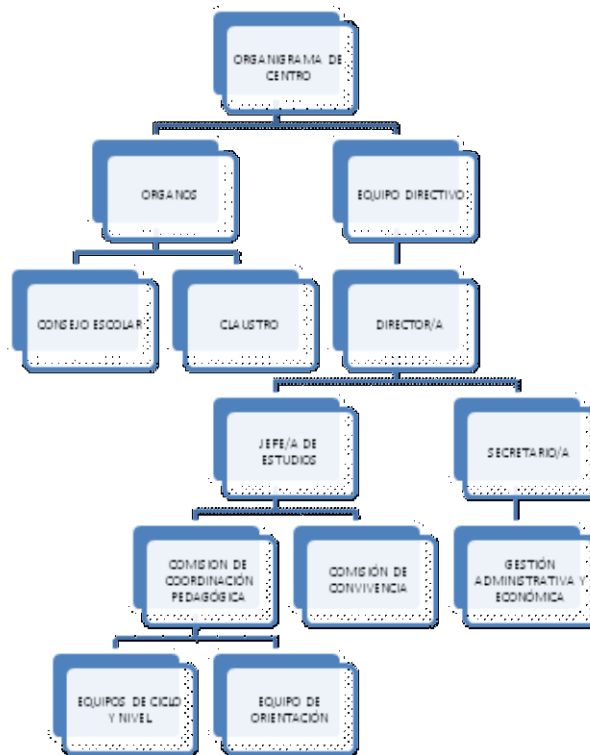 ORGANIGRAMA DE
CENTRO
ORGANOS
EQUIPO DIRECTIVO
CONSEJO ESCOLAR
CLAUSTRO
DIRECTOR/A
JEFE/A DE
ESTUDIOS
SECRETARIO/A
COMISION DE
COORDINACIÓN
PEDAGÓGICA
COMISIÓN DE
CONVIVENCIA
GESTIÓN
ADMINISTRATIVA Y
ECONÓMICA
EQUIPOS DE CICLO
Y NIVEL
EQUIPO DE
ORIENTACIÓN